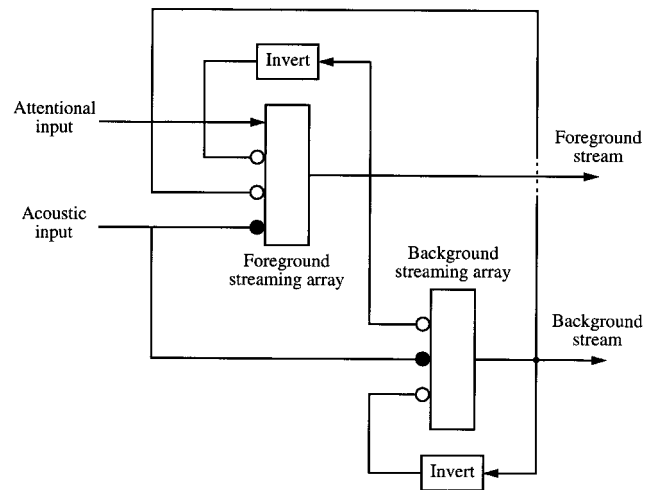 Invert
Attentional
input
Foreground
stream
Acoustic
input
Foreground
streaming array
Background
streaming array
Background
stream
Invert